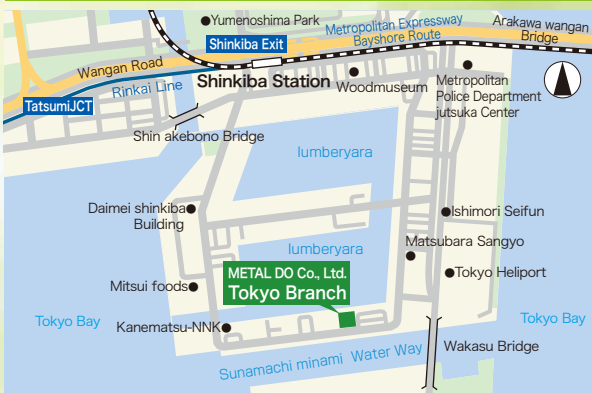 Yumenoshima Park
Metropolitan Expressway
Bayshore Route
Arakawa wangan
Bridge
Shinkiba Exit
Wangan Road
Rinkai Line
Shinkiba Station
Woodmuseum
Metropolitan
Police Department
jutsuka Center
TatsumiJCT
Shin akebono Bridge
lumberyara
Daimei shinkiba
Building
Ishimori Seifun
lumberyara
Matsubara Sangyo
METAL DO Co., Ltd.
Tokyo Branch
Tokyo Heliport
Mitsui foods
Tokyo Bay
Kanematsu-NNK
Tokyo Bay
Wakasu Bridge
Sunamachi minami Water Way